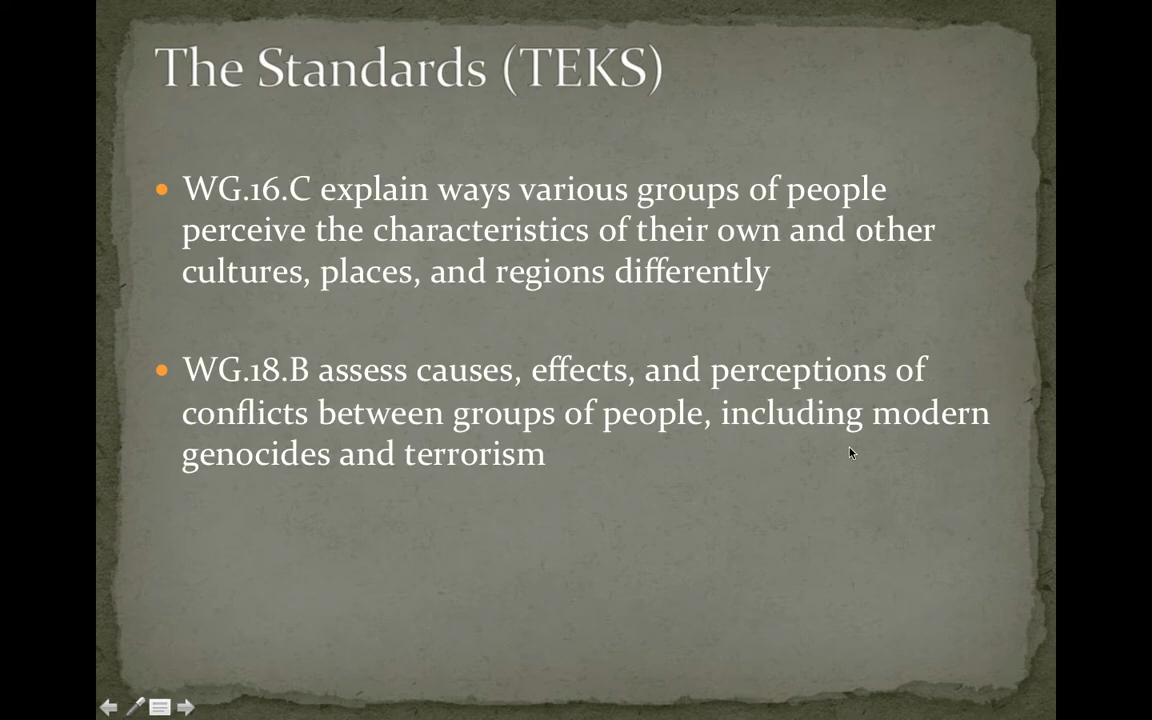 The Standards (TEKS)
WG.16.C explain ways various groups of people
perceive the characteristics of their own and other
cultures, places, and regions differently
WG.18.B assess causes, effects, and perceptions of
conflicts between groups of people, including modern
genocides and terrorism